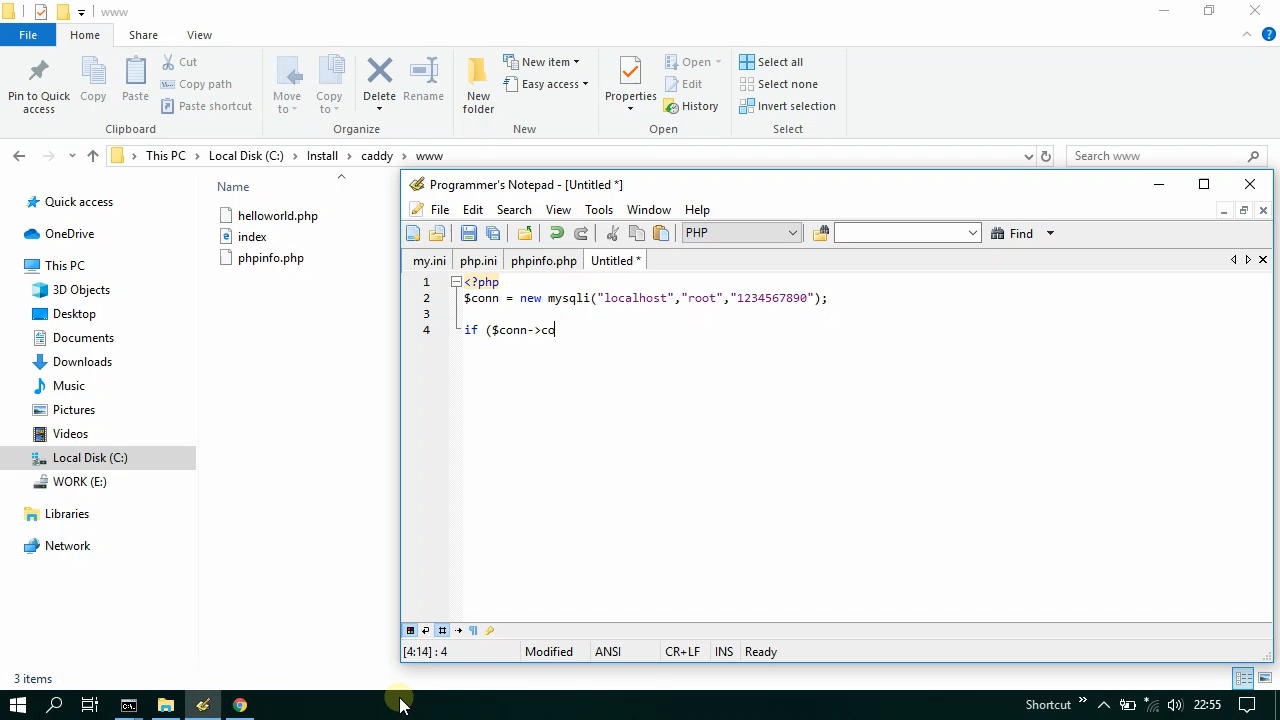 www
File
Home
Share
View
Pin to Quick access
Copy
Paste
Cut
Copy path
Paste shortcut
Clipboard
Move to
Copy to
Delete
Rename
Organize
New folder
New item
Easy access
New
Properties
Open
Edit
History
Open
Select all
Select none
Invert selection
Select
This PC
Local Disk (C:)
Install
caddy
www
Search www
Quick access
OneDrive
This PC
3D Objects
Desktop
Documents
Downloads
Music
Pictures
Videos
Local Disk (C:)
WORK (E:)
Libraries
Network
Name
helloworld.php
index
phpinfo.php
3 items
Programmer's Notepad - [Untitled *]
File Edit Search View Tools Window Help
PHP
Find
my.ini php.ini phpinfo.php Untitled *
1 <?php
2 $conn = new mysqli("localhost","root","1234567890");
3
4 if ($conn->co
[4:14] : 4 Modified ANSI CR+LF INS Ready
Shortcut
22:55